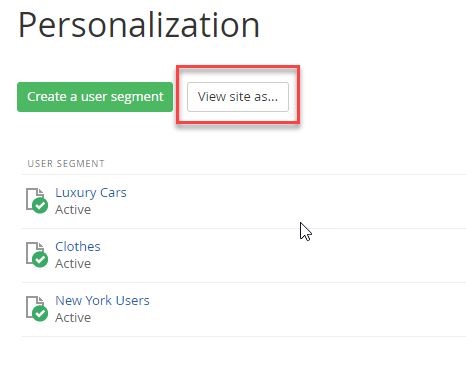 Personalization
Create a user segment
View site as...
USER SEGMENT
Luxury Cars
Active
Clothes
Active
New York Users
Active